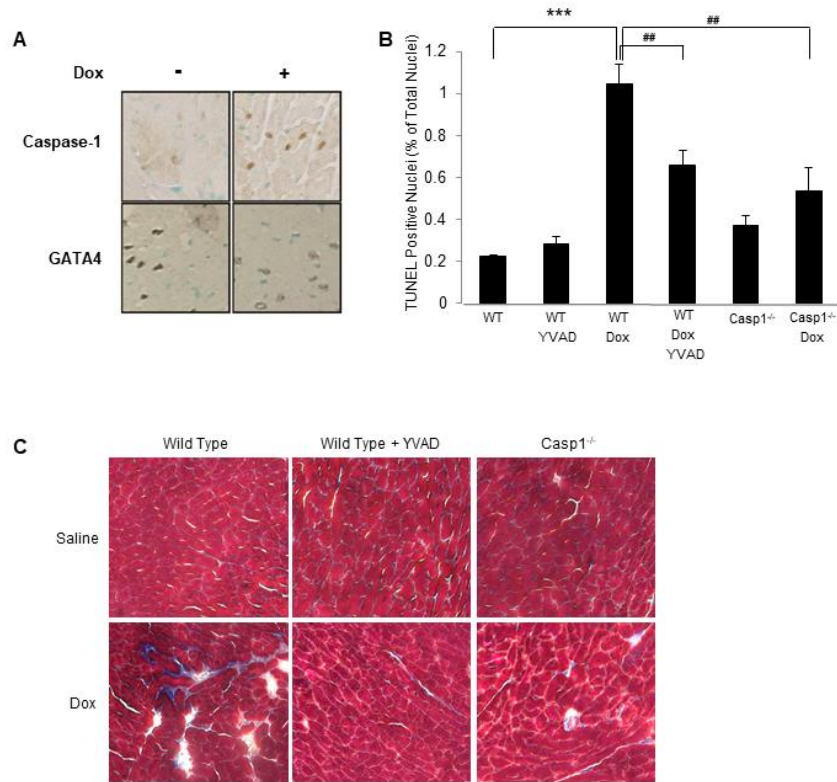 A
Dox
-
+
Caspase-1
GATA4
B
***
##
##
TUNEL Positive Nuclei (% of Total Nuclei)
1.2
1
0.8
0.6
0.4
0.2
0
WT
WT
YVAD
WT
Dox
WT
Dox
YVAD
Casp1-/-
Casp1-/-
Dox
C
Wild Type
Wild Type + YVAD
Casp1-/-
Saline
Dox